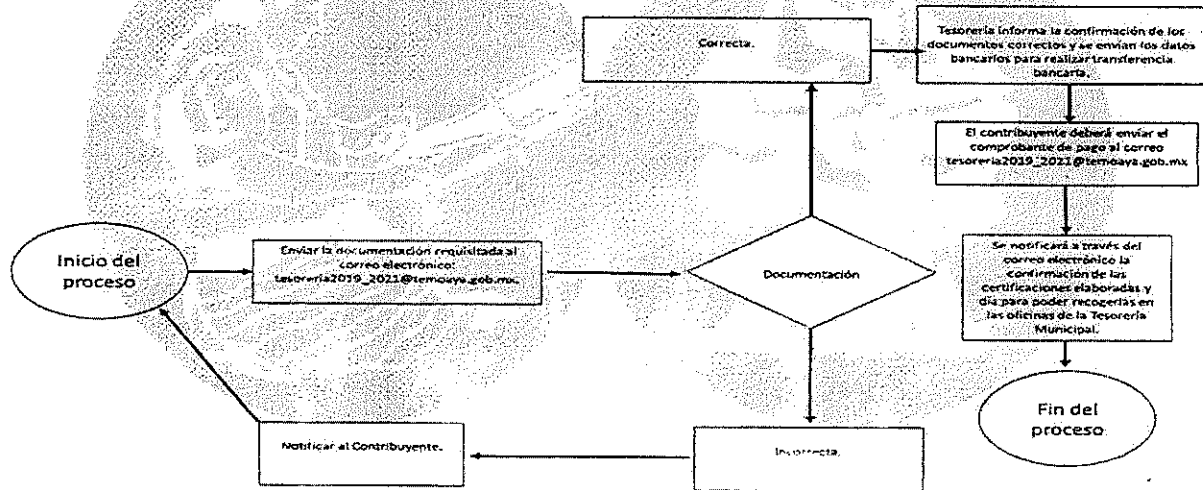 Correcta.
Tesorería informa la confirmación de los
documentos correctos y se envían los datos
bancarios para realizar transferencia
bancaria.
El contribuyente deberá enviar el
comprobante de pago al correo
tesoreria2019_2021@temoaya.gob.mx
Inicio del
proceso
Enviar la documentación requisitada al
correo electrónico:
tesoreria2019_2021@temoaya.gob.mx.
Documentación
Se notificará a través del
correo electrónico la
confirmación de las
certificaciones elaboradas y
día para poder recogerlas en
las oficinas de la Tesorería
Municipal.
Fin del
proceso
Notificar al Contribuyente.
Incorrecta.